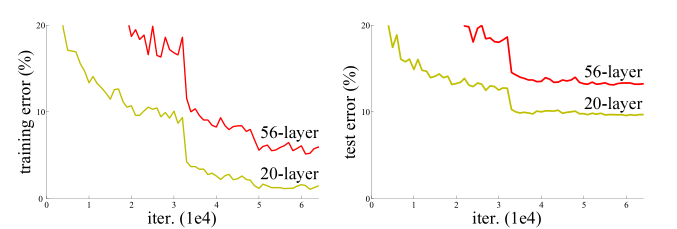 training error (%)
20
10
0
0 1 2 3 4 5 6
iter. (1e4)
56-layer
20-layer
test error (%)
20
10
0
0 1 2 3 4 5 6
iter. (1e4)
56-layer
20-layer